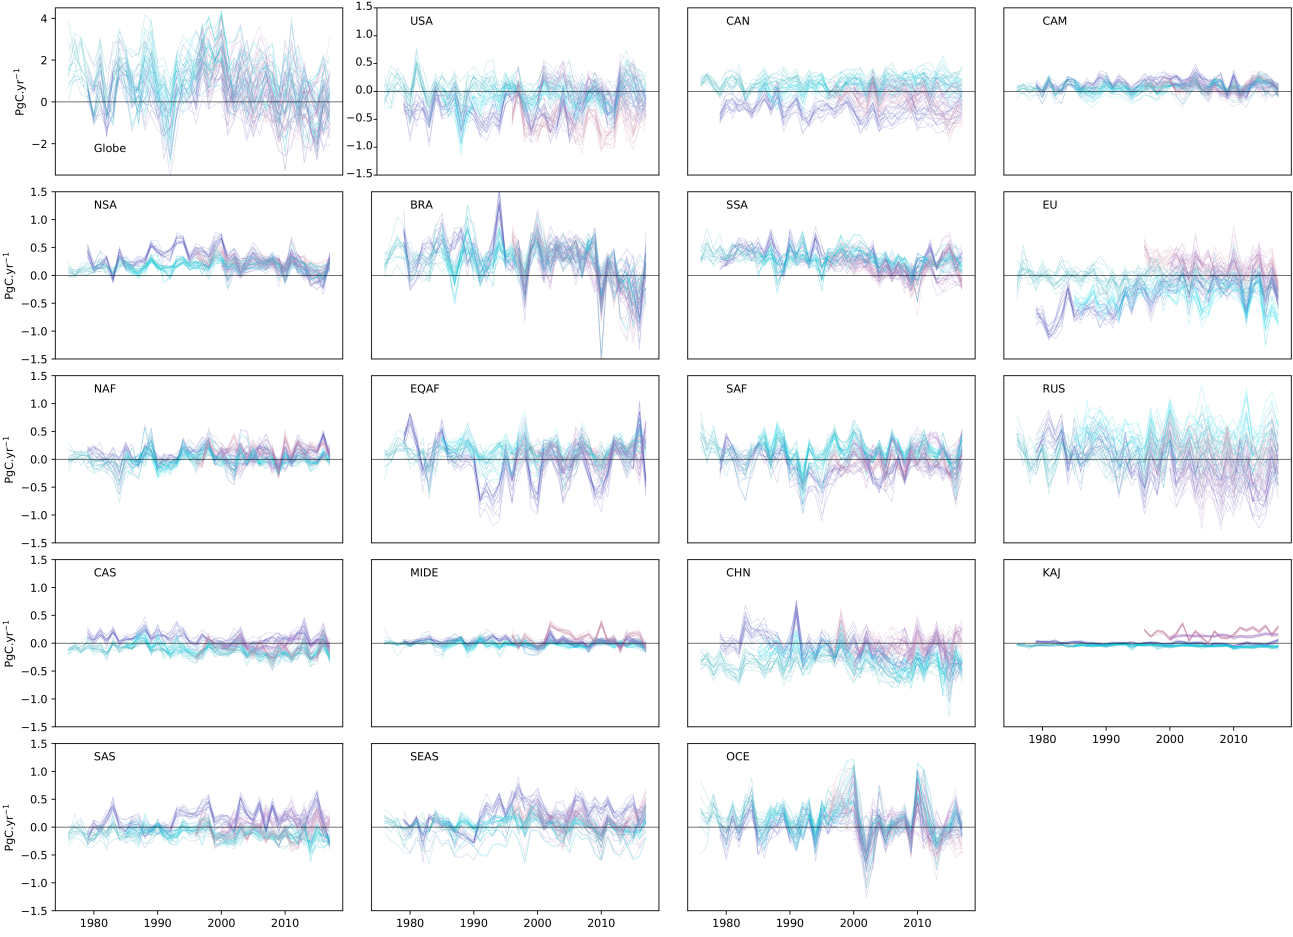 4
2
0
−2
PgC.yr⁻¹
Globe
1.5
1.0
0.5
0.0
−0.5
−1.0
−1.5
USA
CAN
CAM
1.5
1.0
0.5
0.0
−0.5
−1.0
−1.5
PgC.yr⁻¹
NSA
BRA
SSA
EU
1.5
1.0
0.5
0.0
−0.5
−1.0
−1.5
PgC.yr⁻¹
NAF
EQAF
SAF
RUS
1.5
1.0
0.5
0.0
−0.5
−1.0
−1.5
PgC.yr⁻¹
CAS
MIDE
CHN
KAJ
1980 1990 2000 2010
1.5
1.0
0.5
0.0
−0.5
−1.0
−1.5
PgC.yr⁻¹
SAS
SEAS
OCE
1980 1990 2000 2010
1980 1990 2000 2010
1980 1990 2000 2010